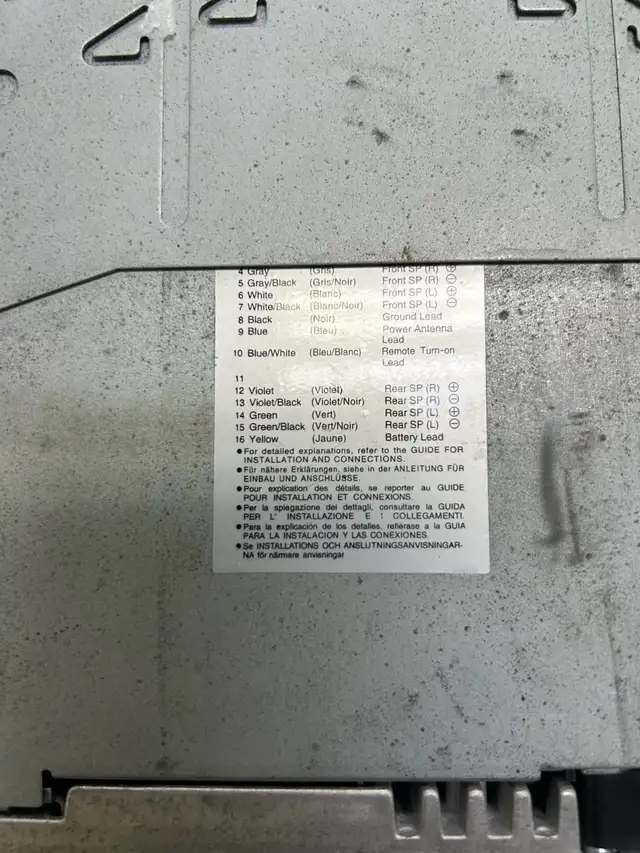 4 Gray (Gris) Front SP (R) ⊕
5 Gray/Black (Gris/Noir) Front SP (R) ⊖
6 White (Blanc) Front SP (L) ⊕
7 White/Black (Blanc/Noir) Front SP (L) ⊖
8 Black (Noir) Ground Lead
9 Blue (Bleu) Power Antenna
Lead
10 Blue/White (Bleu/Blanc) Remote Turn-on
Lead
11
12 Violet (Violet) Rear SP (R) ⊕
13 Violet/Black (Violet/Noir) Rear SP (R) ⊖
14 Green (Vert) Rear SP (L) ⊕
15 Green/Black (Vert/Noir) Rear SP (L) ⊖
16 Yellow (Jaune) Battery Lead
●For detailed explanations, refer to the GUIDE FOR
INSTALLATION AND CONNECTIONS.
●Für nähere Erklärungen, siehe in der ANLEITUNG FÜR
EINBAU UND ANSCHLÜSSE.
●Pour explication des détails, se reporter au GUIDE
POUR INSTALLATION ET CONNEXIONS.
●Per la spiegazione dei dettagli, consultare la GUIDA
PER L' INSTALLAZIONE E I COLLEGAMENTI.
●Para la explicación de los detalles, refiérase a la GUIA
PARA LA INSTALACION Y LAS CONEXIONES.
●Se INSTALLATIONS OCH ANSLUTNINGSANVISNINGAR-
NA för närmare anvisningar